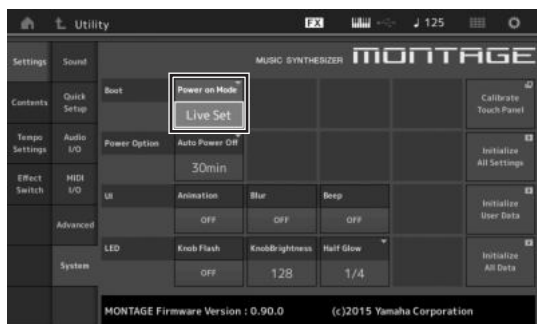 Utility FX 125
MUSIC SYNTHESIZER MONTAGE
Settings Sound
Contents Quick Setup
Boot Power on Mode Live Set
Calibrate Touch Panel
Tempo Settings Audio I/O
Power Option Auto Power Off 30min
Initialize All Settings
Effect Switch MIDI I/O
UI Animation Blur Beep
OFF OFF OFF
Initialize User Data
Advanced
LED Knob Flash KnobBrightness Half Glow
OFF 128 1/4
Initialize All Data
System
MONTAGE Firmware Version : 0.90.0 (c)2015 Yamaha Corporation